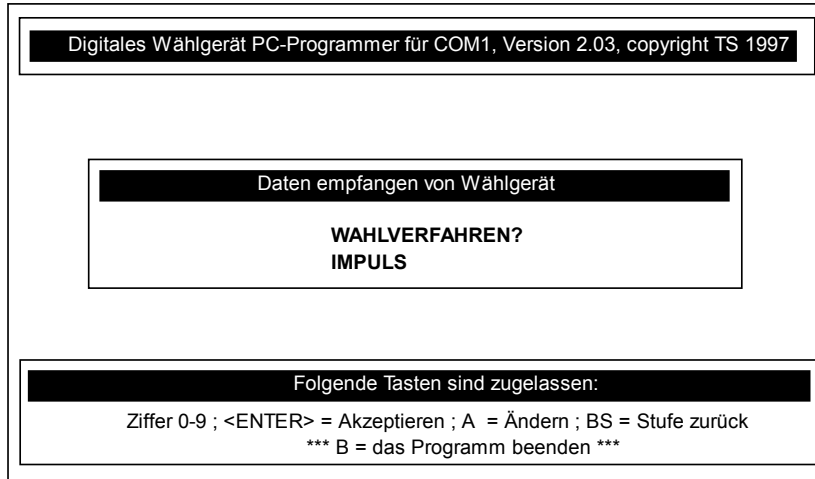 Digitales Wählgerät PC-Programmer für COM1, Version 2.03, copyright TS 1997
Daten empfangen von Wählgerät
WAHLVERFAHREN?
IMPULS
Folgende Tasten sind zugelassen:
Ziffer 0-9 ; <ENTER> = Akzeptieren ; A = Ändern ; BS = Stufe zurück
*** B = das Programm beenden ***